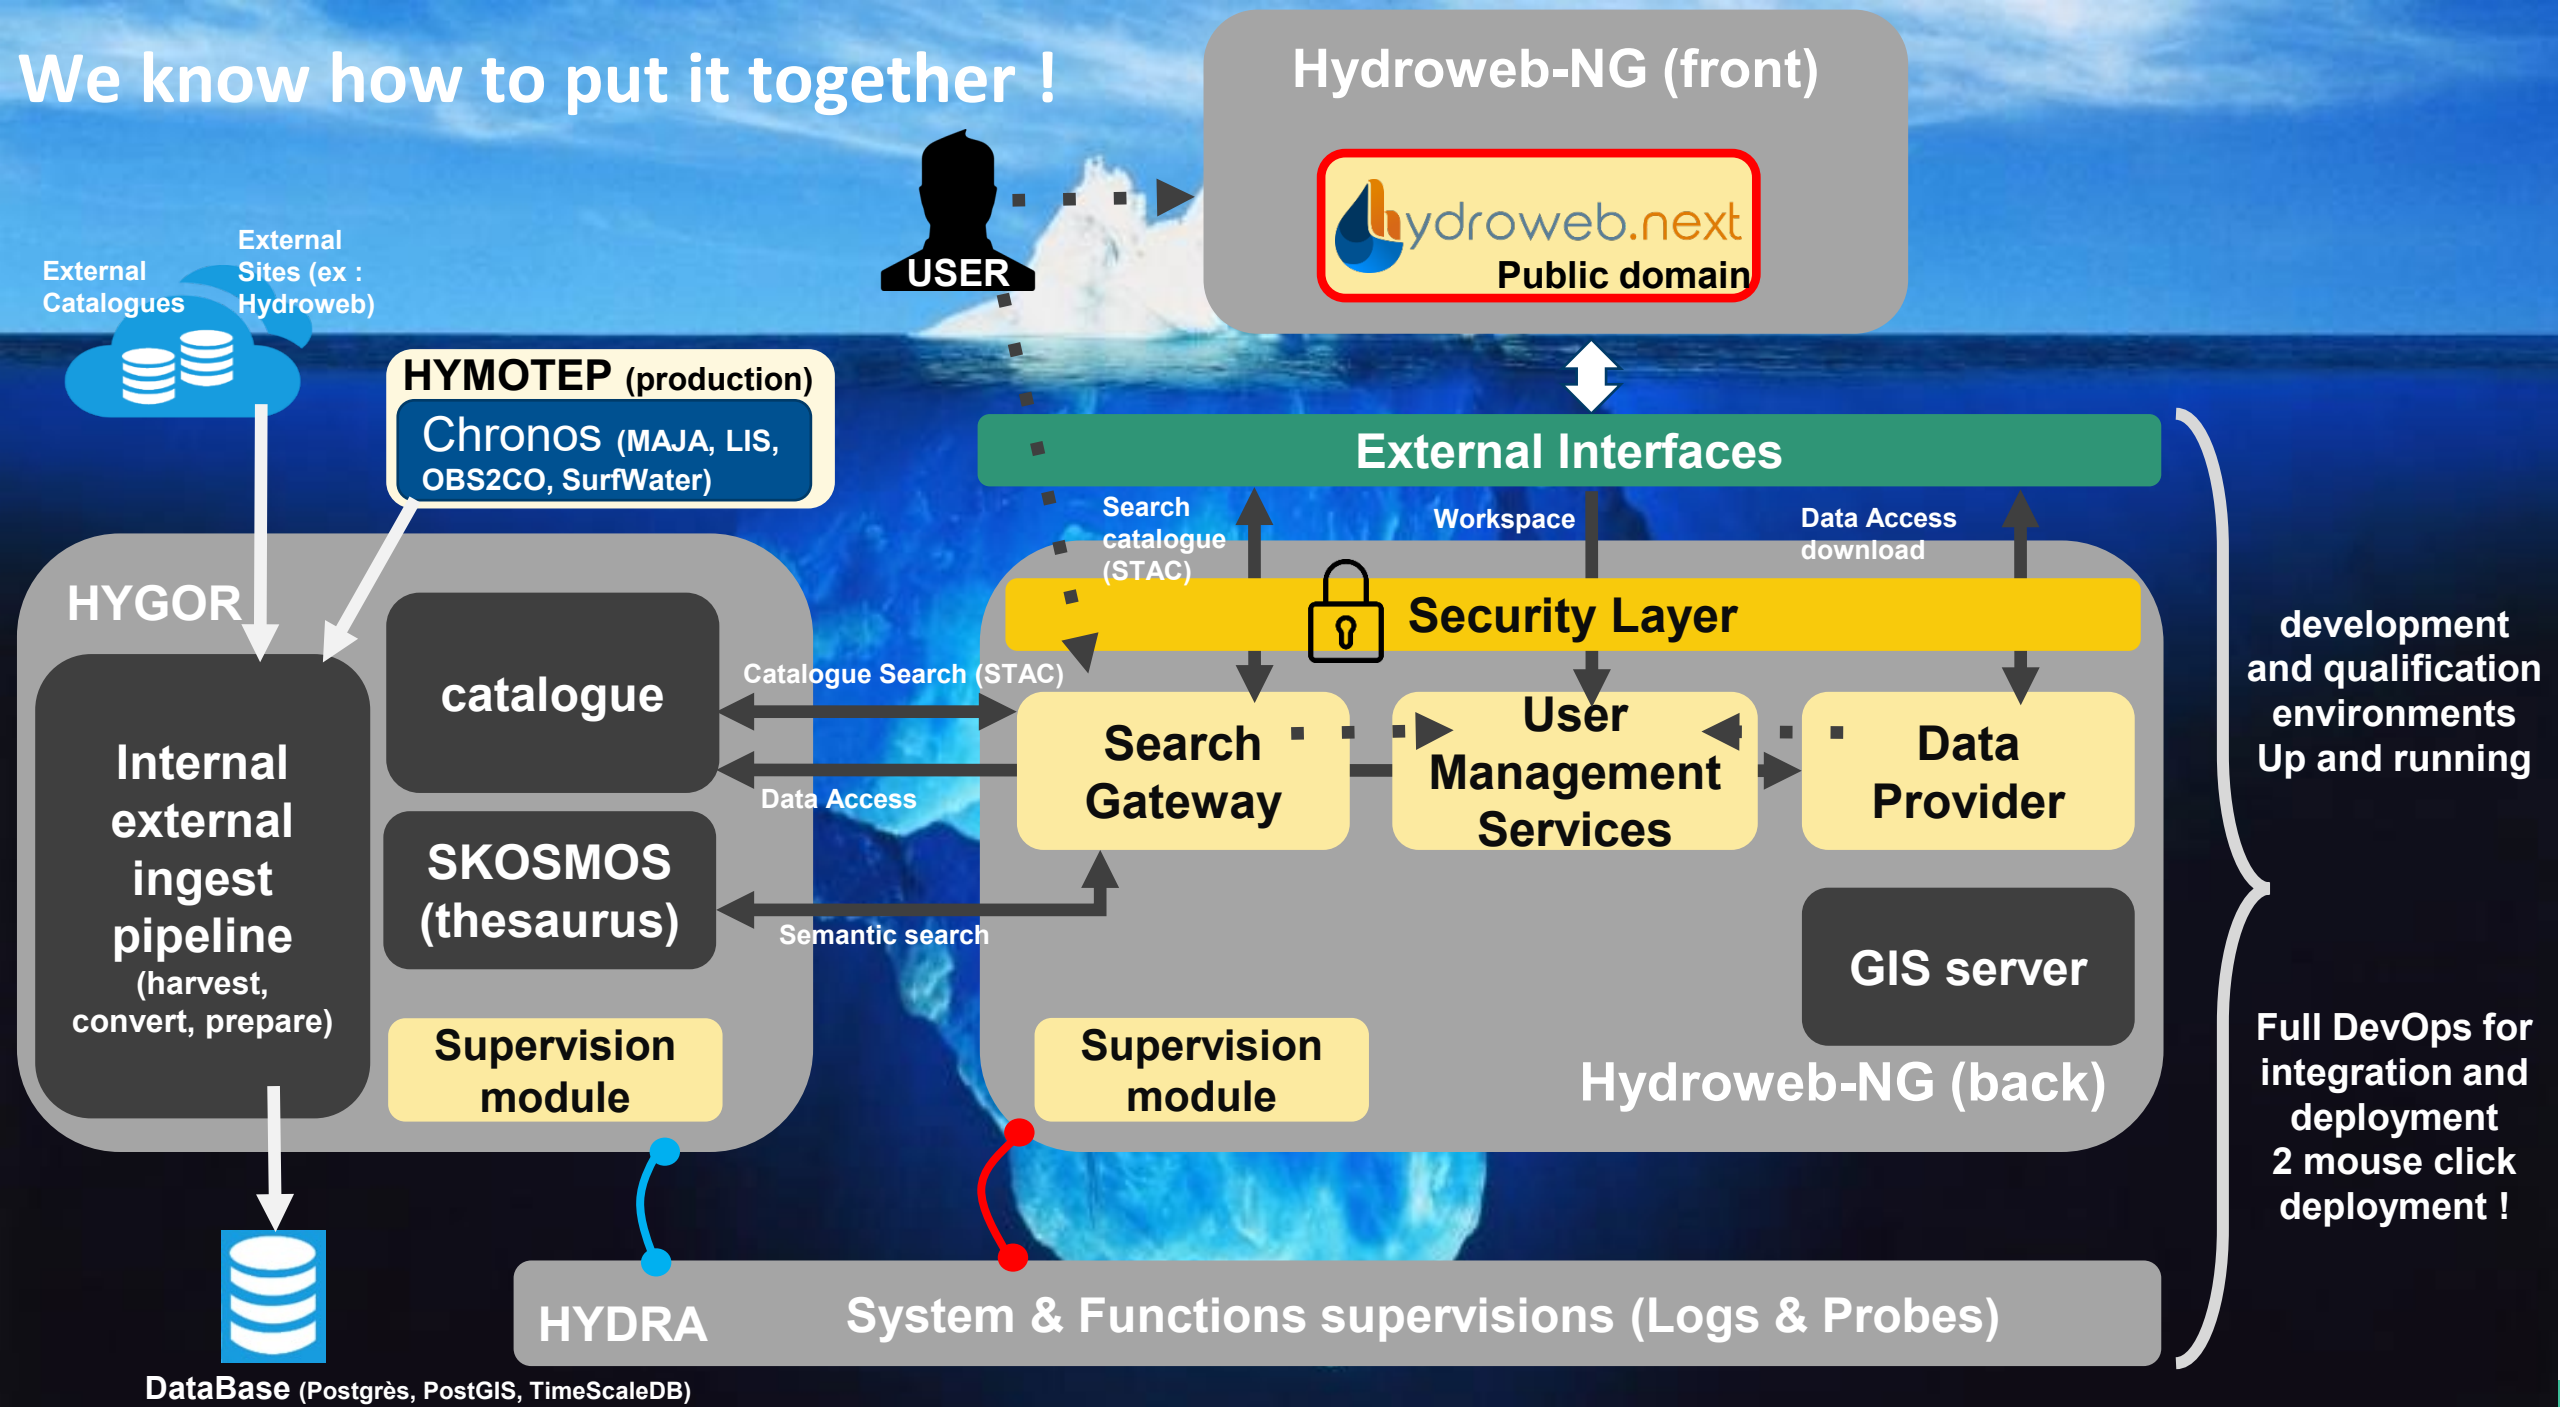 We know how to put it together !
Hydroweb-NG (front)
hydroweb.next
Public domain
USER
External
Catalogues
External
Sites (ex :
Hydroweb)
HYMOTEP (production)
Chronos (MAJA, LIS,
OBS2CO, SurfWater)
External Interfaces
Search
catalogue
(STAC)
Workspace
Data Access
download
Security Layer
HYGOR
Internal
external
ingest
pipeline
(harvest,
convert, prepare)
catalogue
SKOSMOS
(thesaurus)
Supervision
module
Catalogue Search (STAC)
Data Access
Semantic search
Search
Gateway
User
Management
Services
Data
Provider
GIS server
Supervision
module
Hydroweb-NG (back)
development
and qualification
environments
Up and running
Full DevOps for
integration and
deployment
2 mouse click
deployment !
HYDRA
System & Functions supervisions (Logs & Probes)
DataBase (Postgrès, PostGIS, TimeScaleDB)